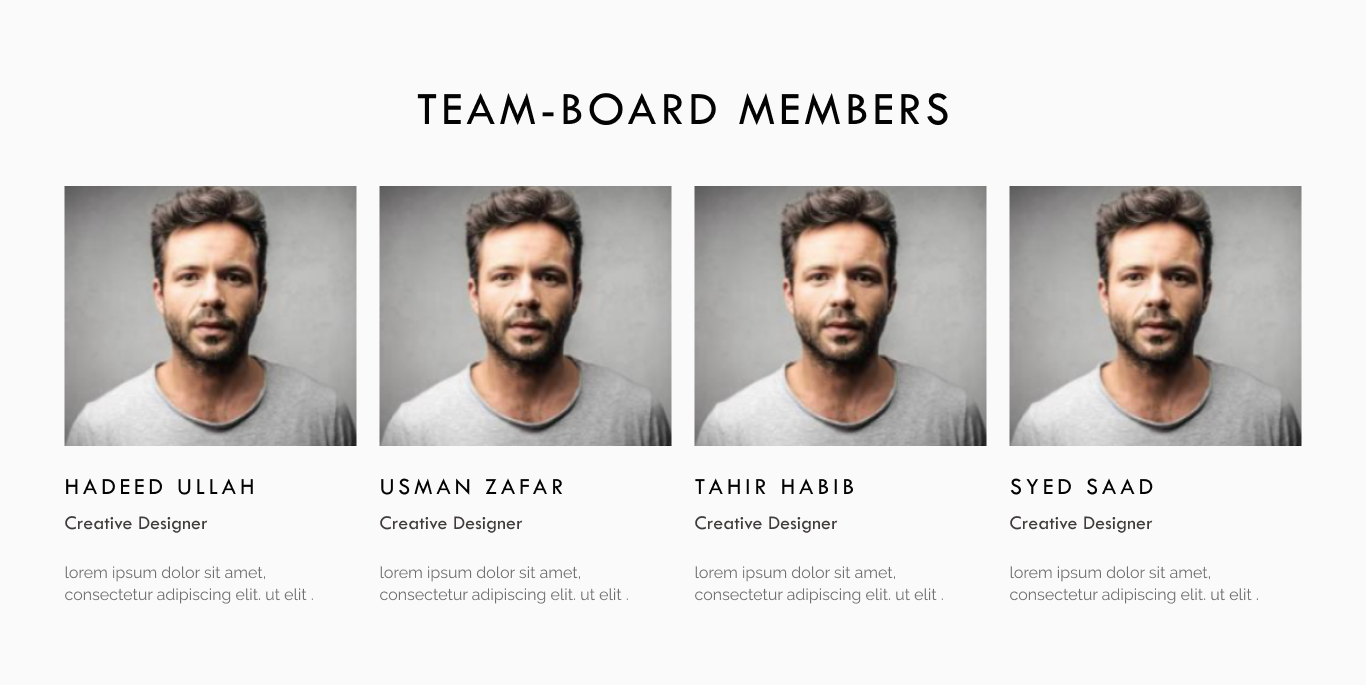 TEAM-BOARD MEMBERS
HADEED ULLAH
Creative Designer
lorem ipsum dolor sit amet,
consectetur adipiscing elit. ut elit .
USMAN ZAFAR
Creative Designer
lorem ipsum dolor sit amet,
consectetur adipiscing elit. ut elit .
TAHIR HABIB
Creative Designer
lorem ipsum dolor sit amet,
consectetur adipiscing elit. ut elit .
SYED SAAD
Creative Designer
lorem ipsum dolor sit amet,
consectetur adipiscing elit. ut elit .